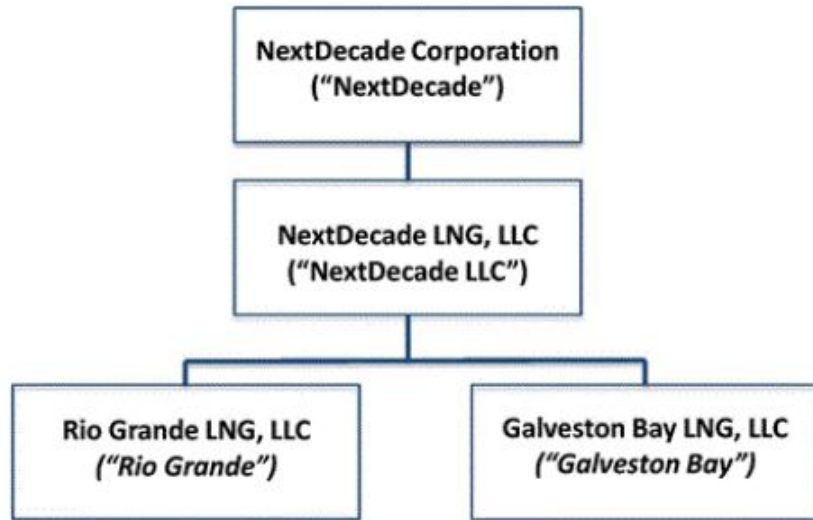 NextDecade Corporation
(“NextDecade”)
NextDecade LNG, LLC
(“NextDecade LLC”)
Rio Grande LNG, LLC
(“Rio Grande”)
Galveston Bay LNG, LLC
(“Galveston Bay”)